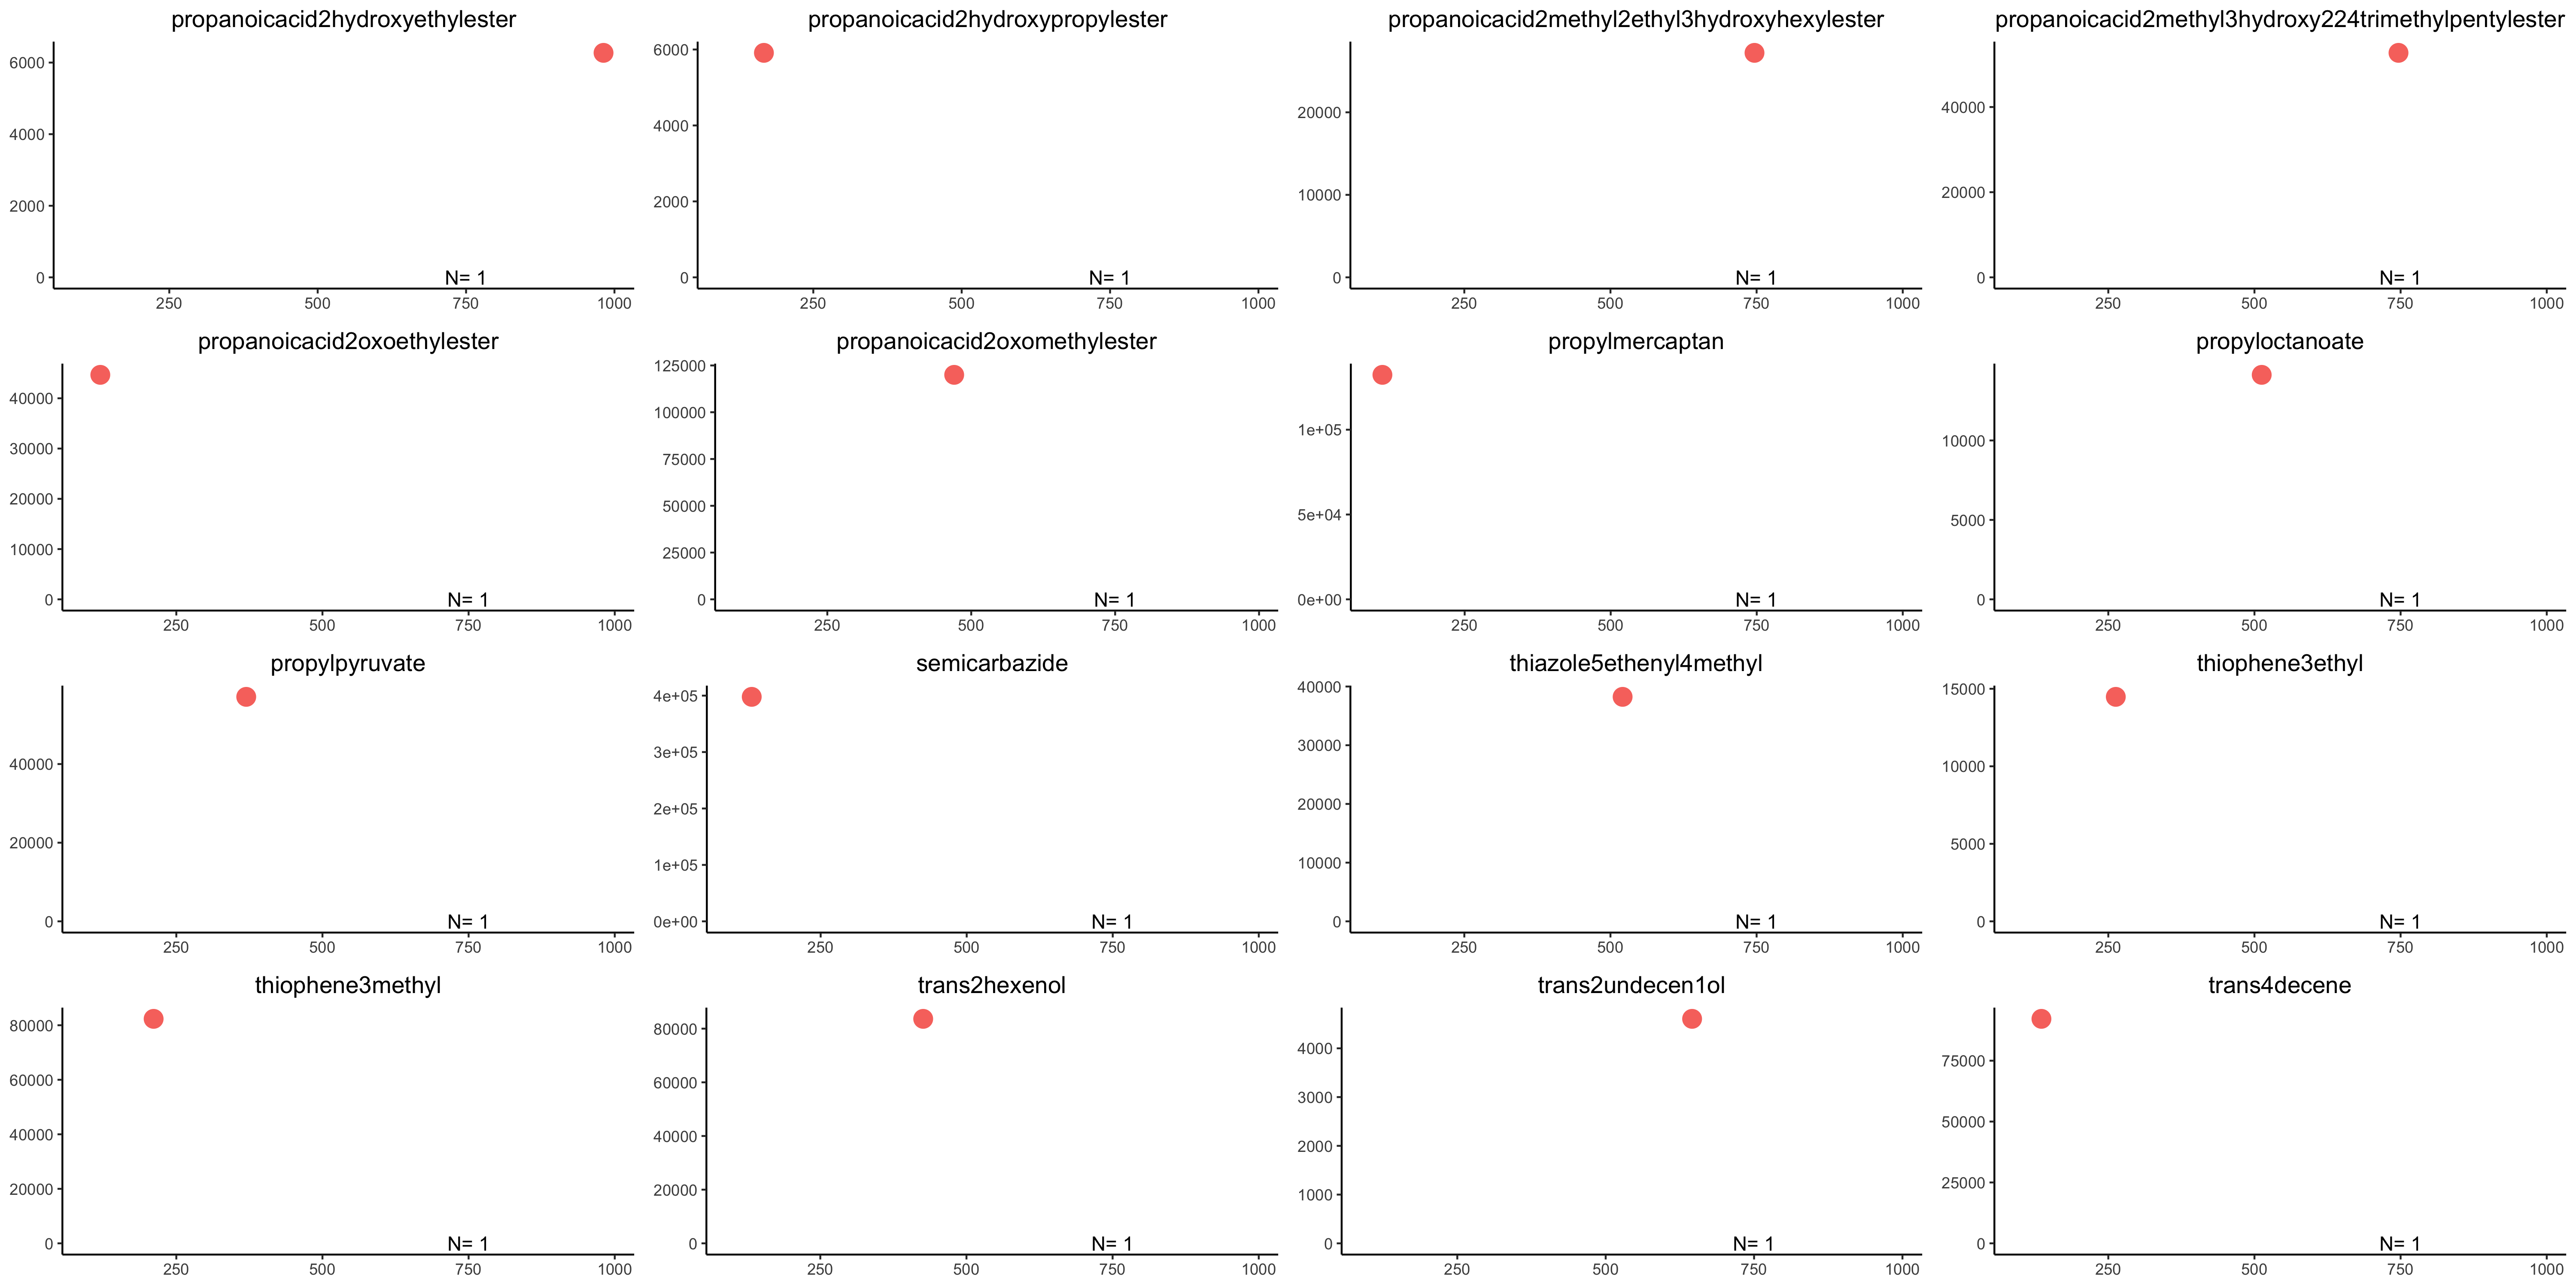 propanoicacid2hydroxyethylester
6000
4000
2000
0
N= 1
250 500 750 1000
propanoicacid2hydroxypropylester
6000
4000
2000
0
N= 1
250 500 750 1000
propanoicacid2methyl2ethyl3hydroxyhexylester
20000
10000
0
N= 1
250 500 750 1000
propanoicacid2methyl3hydroxy224trimethylpentylester
40000
20000
0
N= 1
250 500 750 1000
propanoicacid2oxoethylester
40000
30000
20000
10000
0
N= 1
250 500 750 1000
propanoicacid2oxomethylester
125000
100000
75000
50000
25000
0
N= 1
250 500 750 1000
propylmercaptan
1e+05
5e+04
0e+00
N= 1
250 500 750 1000
propyloctanoate
10000
5000
0
N= 1
250 500 750 1000
propylpyruvate
40000
20000
0
N= 1
250 500 750 1000
semicarbazide
4e+05
3e+05
2e+05
1e+05
0e+00
N= 1
250 500 750 1000
thiazole5ethenyl4methyl
40000
30000
20000
10000
0
N= 1
250 500 750 1000
thiophene3ethyl
15000
10000
5000
0
N= 1
250 500 750 1000
thiophene3methyl
80000
60000
40000
20000
0
N= 1
250 500 750 1000
trans2hexenol
80000
60000
40000
20000
0
N= 1
250 500 750 1000
trans2undecen1ol
4000
3000
2000
1000
0
N= 1
250 500 750 1000
trans4decene
75000
50000
25000
0
N= 1
250 500 750 1000